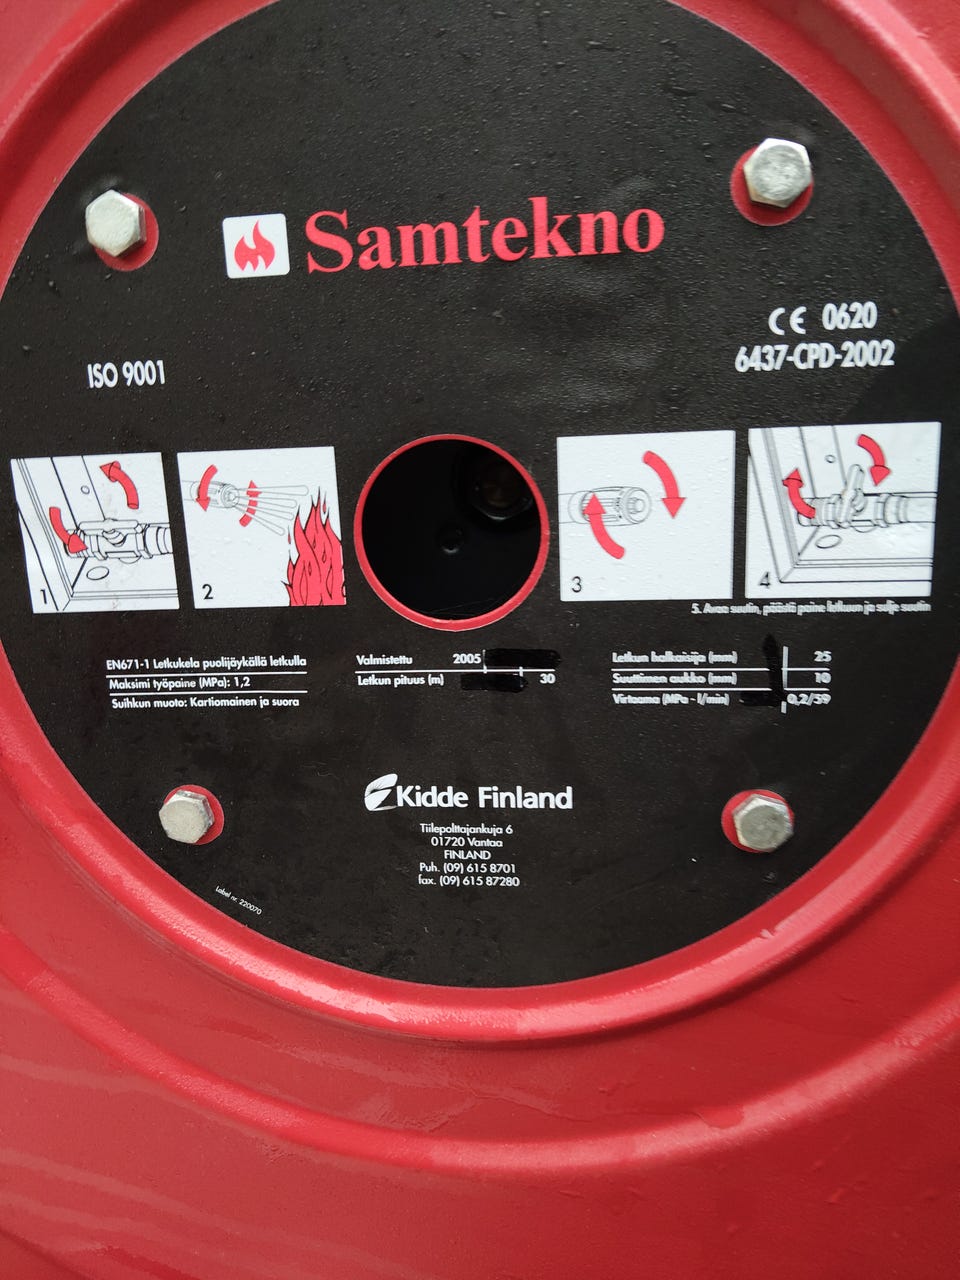 Samtekno
CE 0620
6437-CPD-2002
ISO 9001
1
2
3
4
5. Avaa suutin, päästä paine letkuun ja sulje suutin
EN671-1 Letkukela puolijäykällä letkulla
Maksimi työpaine (MPa): 1,2
Suihkun muoto: Kartiomainen ja suora
Valmistettu 2005
Letkun pituus (m) 30
Letkun halkaisija (mm) 25
Suuttimen aukko (mm) 10
Virtaama (MPa - l/min) 0,2/59
Kidde Finland
Tiilepolttajankuja 6
01720 Vantaa
FINLAND
Puh. (09) 615 8701
fax. (09) 615 87280
Label nr. 220070